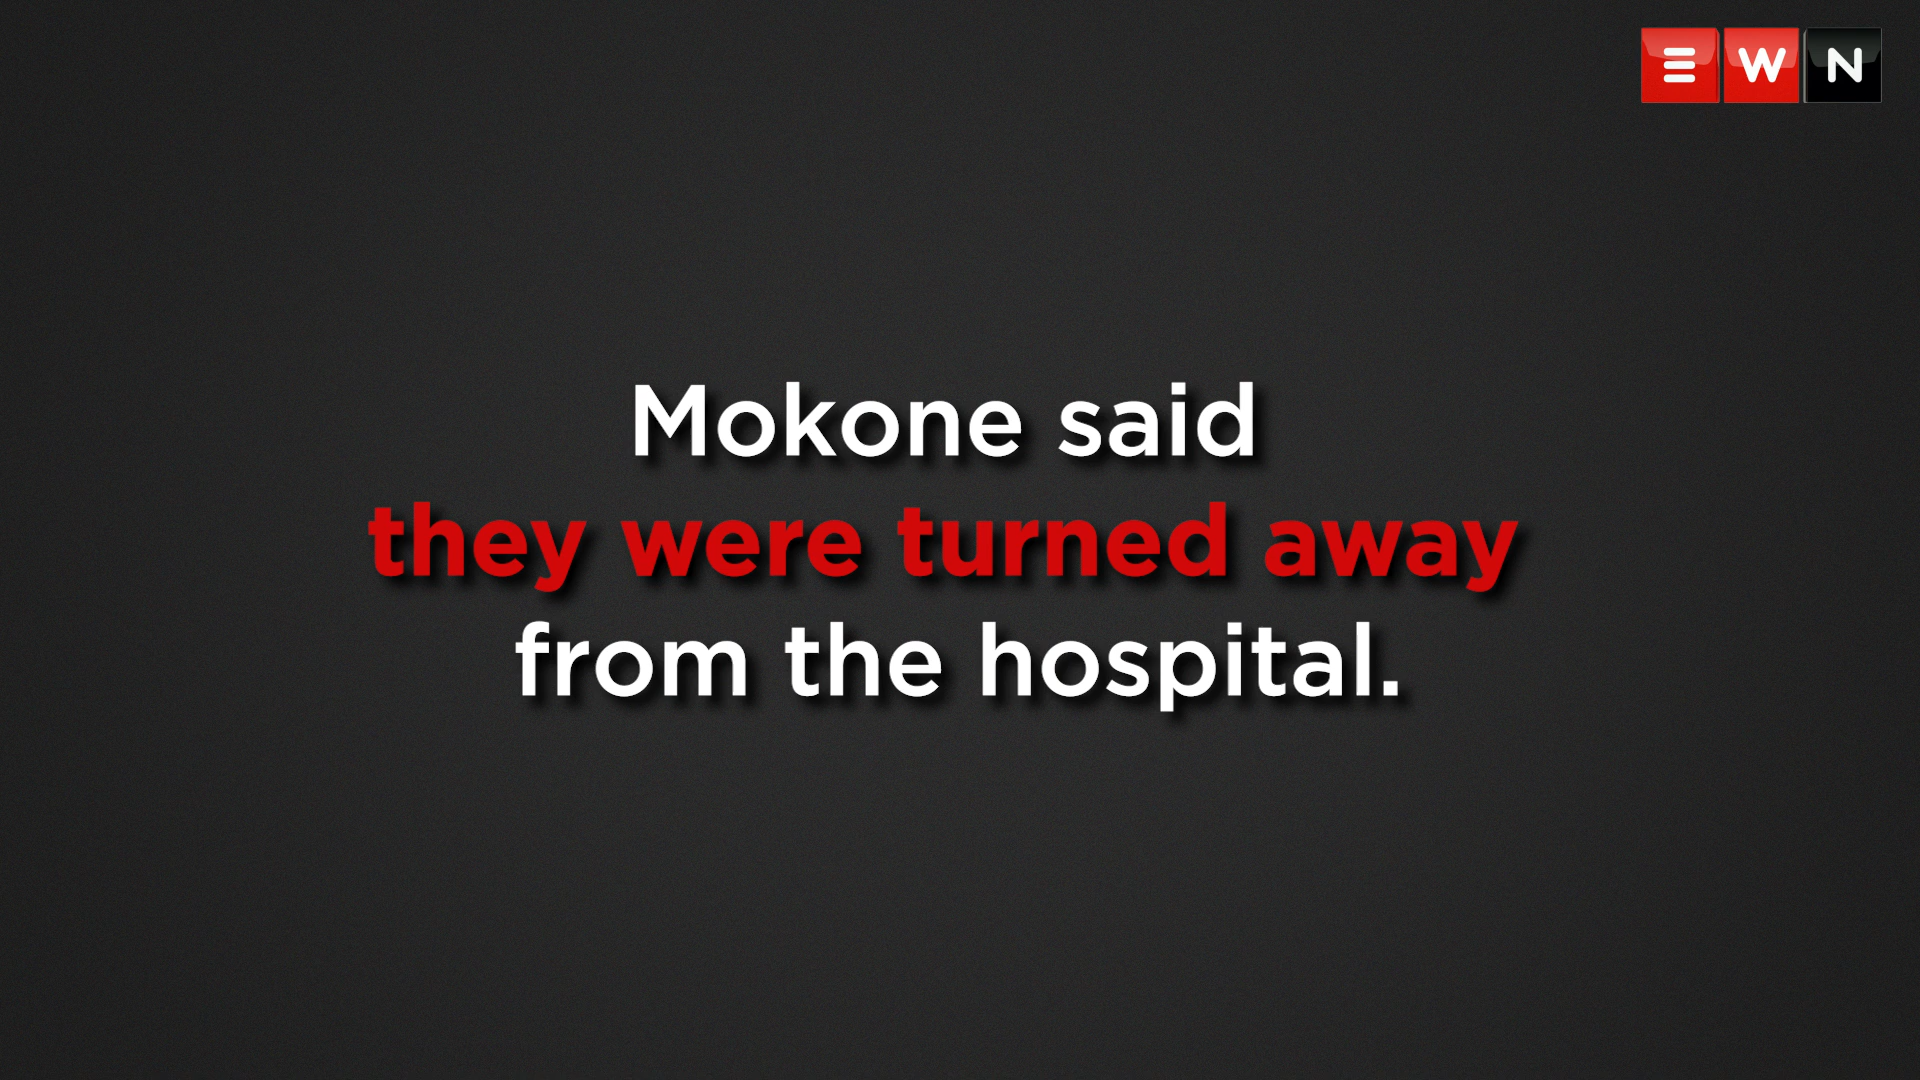 EWN
Mokone said
they were turned away
from the hospital.